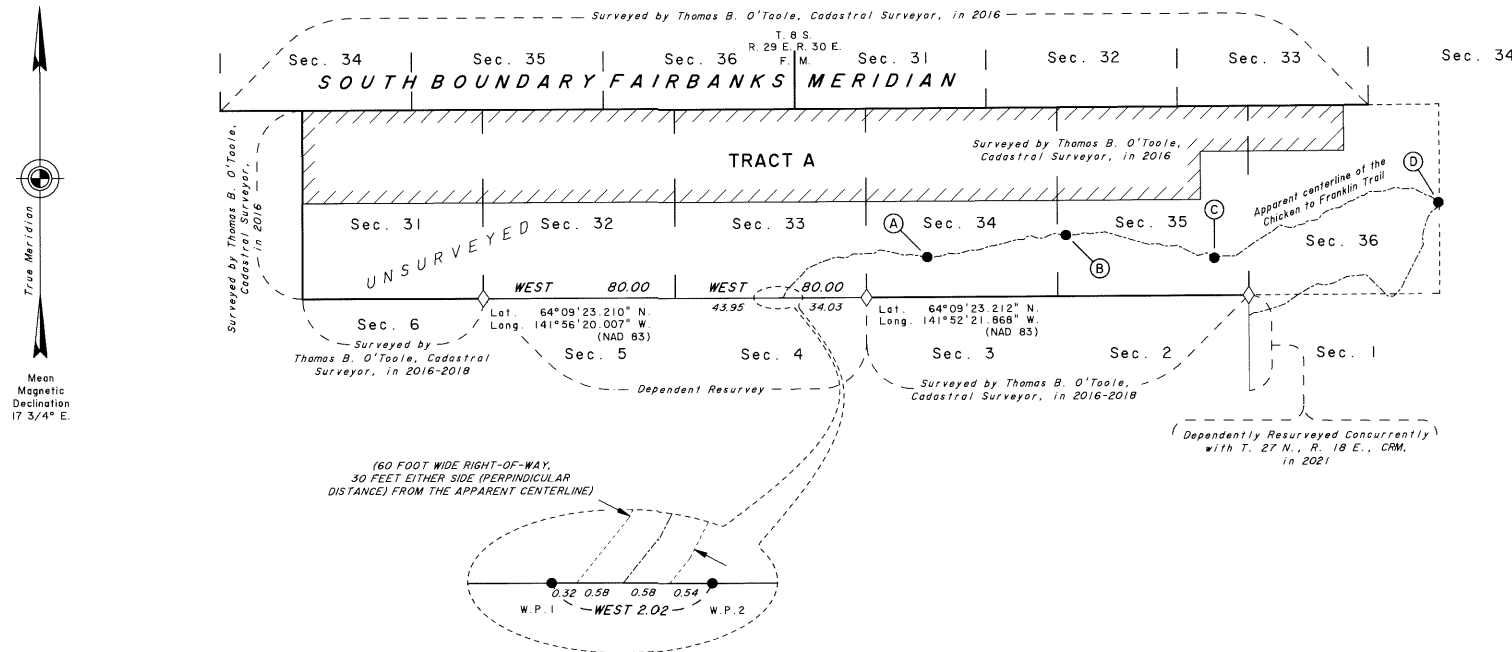 Surveyed by Thomas B. O'Toole, Cadastral Surveyor, in 2016
T. 8 S.
R. 29 E. R. 30 E.
F. M.
Sec. 34 Sec. 35 Sec. 36 Sec. 31 Sec. 32 Sec. 33 Sec. 34
SOUTH BOUNDARY FAIRBANKS MERIDIAN
True Meridian
Mean
Magnetic
Declination
17 3/4° E.
Surveyed by Thomas B. O'Toole,
Cadastral Surveyor,
in 2016
TRACT A
Surveyed by Thomas B. O'Toole,
Cadastral Surveyor, in 2016
Apparent centerline of the
Chicken to Franklin Trail
A
B
C
D
Sec. 31 Sec. 32 Sec. 33 Sec. 34 Sec. 35 Sec. 36
UNSURVEYED
WEST 80.00 WEST 80.00
43.95 34.03
Lat. 64°09'23.210" N.
Long. 141°56'20.007" W.
(NAD 83)
Lat. 64°09'23.212" N.
Long. 141°52'21.868" W.
(NAD 83)
Sec. 6 Sec. 5 Sec. 4 Sec. 3 Sec. 2 Sec. 1
Surveyed by
Thomas B. O'Toole, Cadastral
Surveyor, in 2016-2018
Dependent Resurvey
Surveyed by Thomas B. O'Toole,
Cadastral Surveyor, in 2016-2018
(Dependently Resurveyed Concurrently
with T. 27 N., R. 18 E., CRM,
in 2021
(60 FOOT WIDE RIGHT-OF-WAY,
30 FEET EITHER SIDE (PERPINDICULAR
DISTANCE) FROM THE APPARENT CENTERLINE)
0.32 0.58 0.58 0.54
W.P.1 WEST 2.02 W.P.2